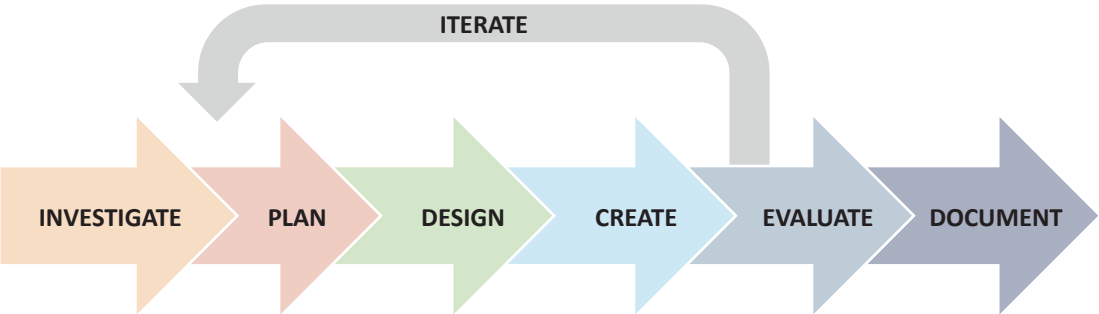 ITERATE
INVESTIGATE PLAN DESIGN CREATE EVALUATE DOCUMENT